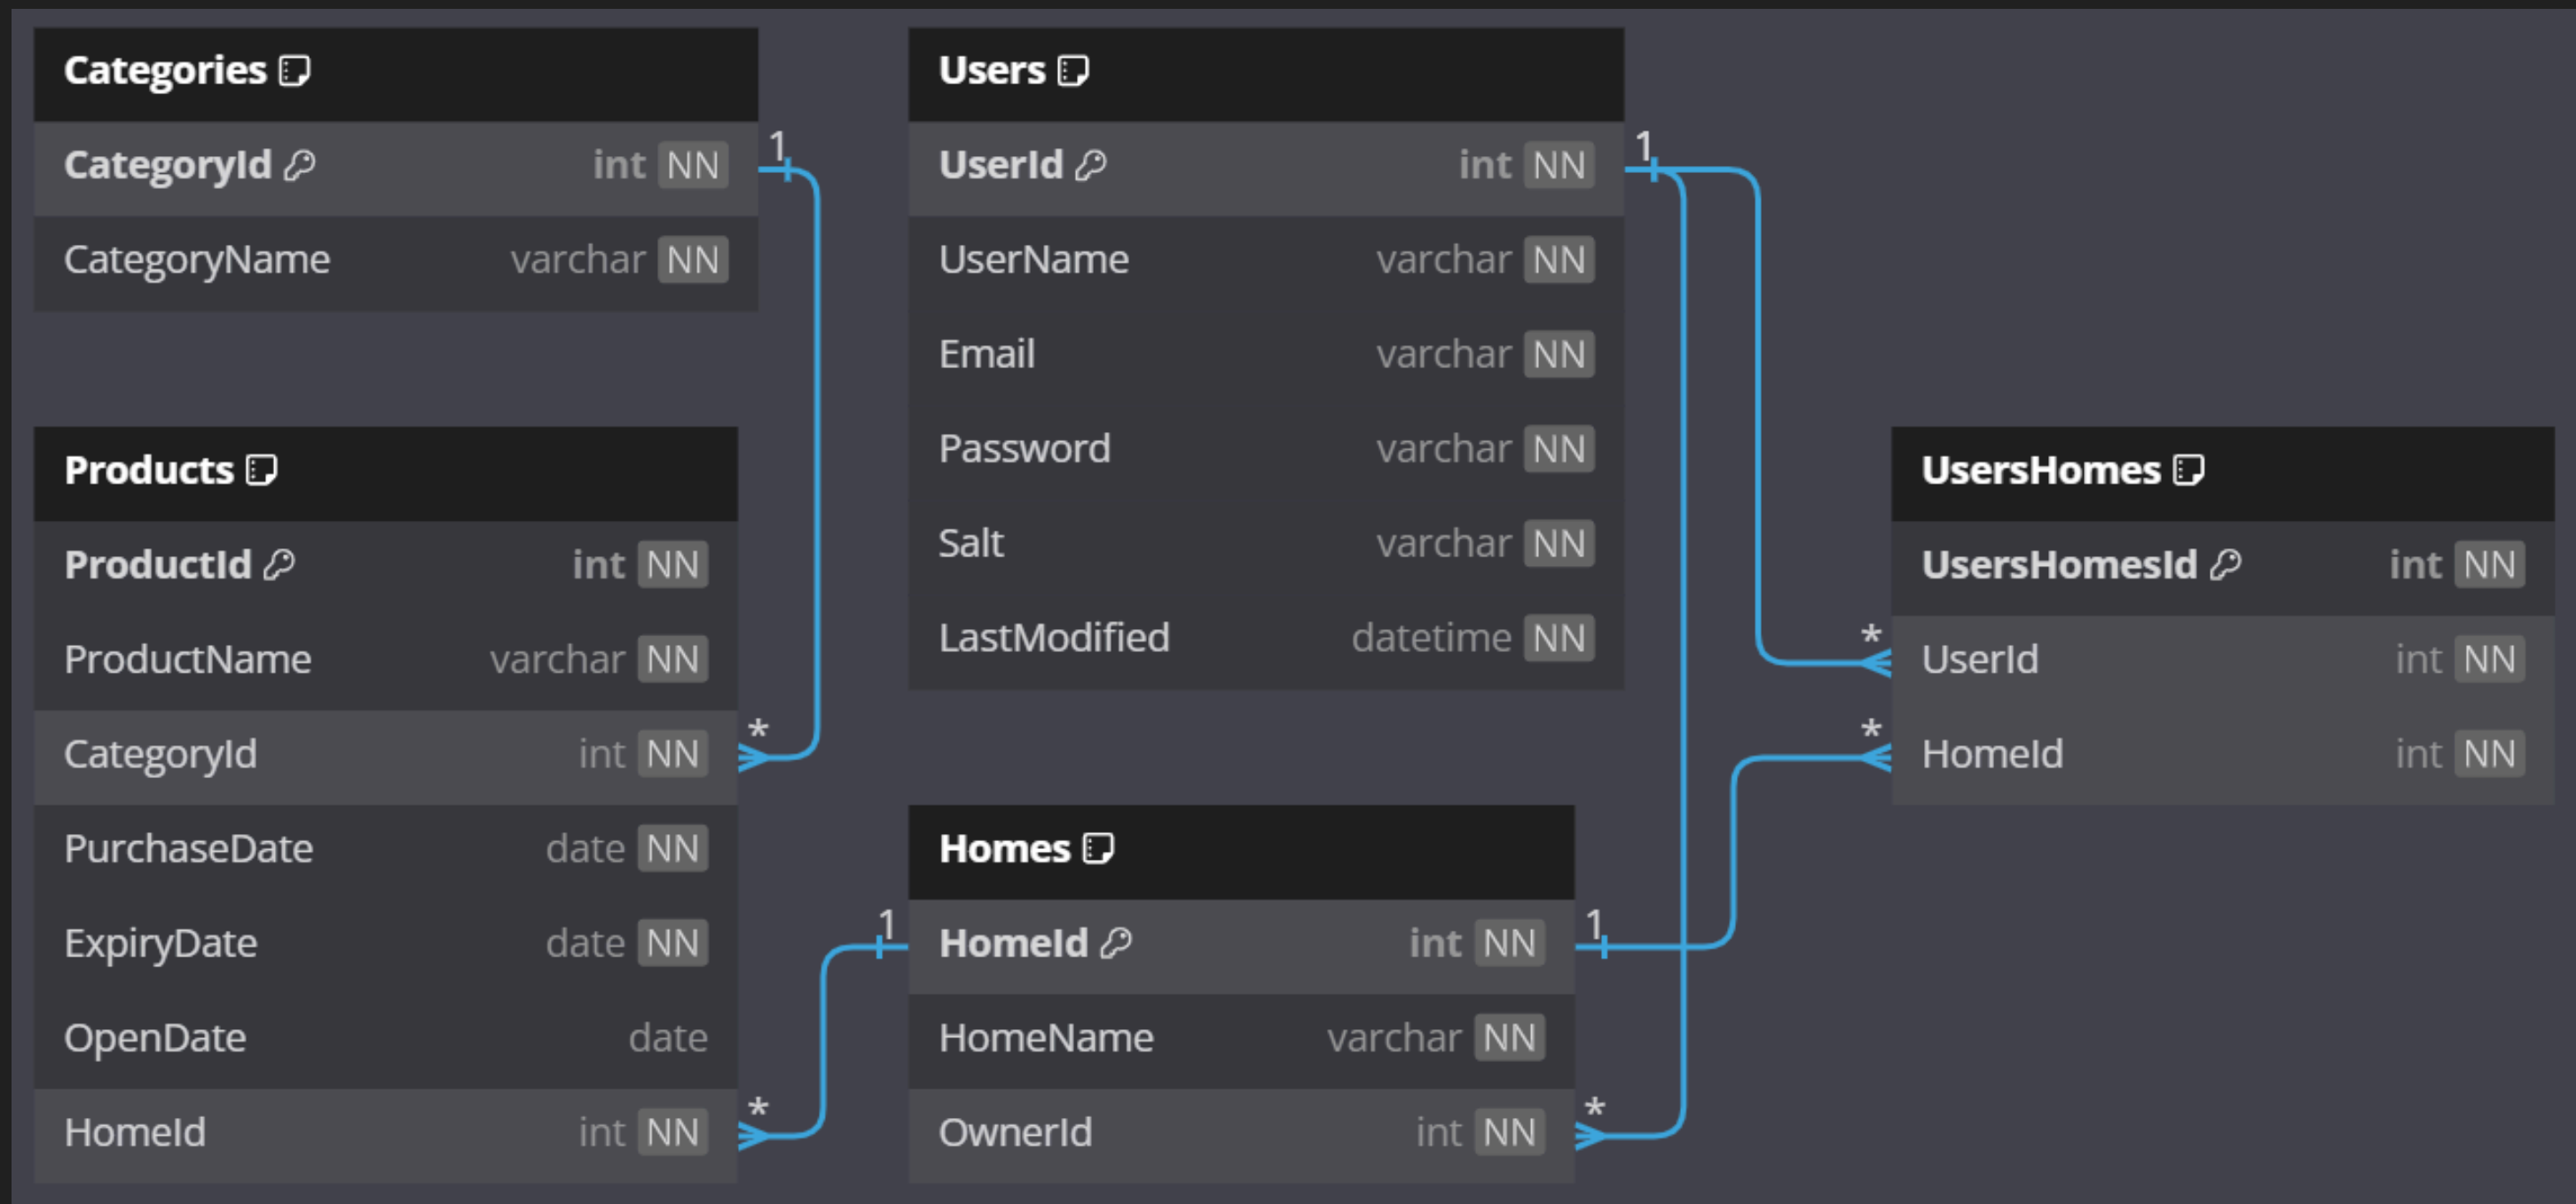 Categories
CategoryId int NN
CategoryName varchar NN
1
*
Products
ProductId int NN
ProductName varchar NN
CategoryId int NN
PurchaseDate date NN
ExpiryDate date NN
OpenDate date
HomeId int NN
*
1
Users
UserId int NN
UserName varchar NN
Email varchar NN
Password varchar NN
Salt varchar NN
LastModified datetime NN
1
*
Homes
HomeId int NN
HomeName varchar NN
OwnerId int NN
1
*
UsersHomes
UsersHomesId int NN
UserId int NN
HomeId int NN
*